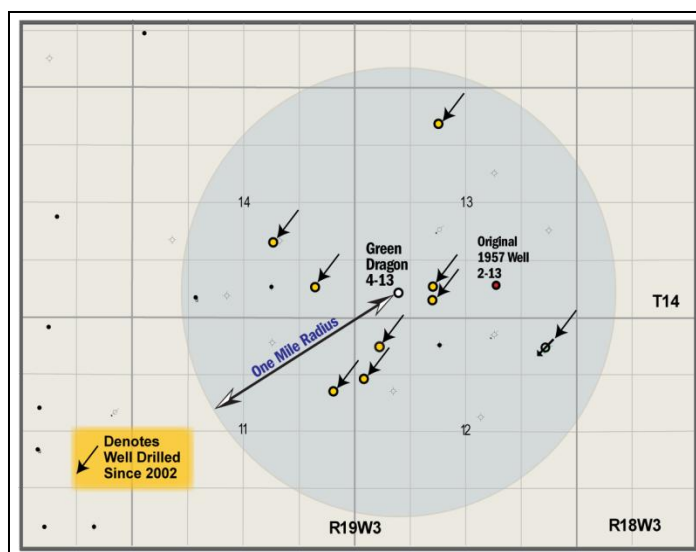 14
13
Green
Dragon
4-13
Original
1957 Well
2-13
T14
One Mile Radius
11
12
Denotes
Well Drilled
Since 2002
R19W3
R18W3